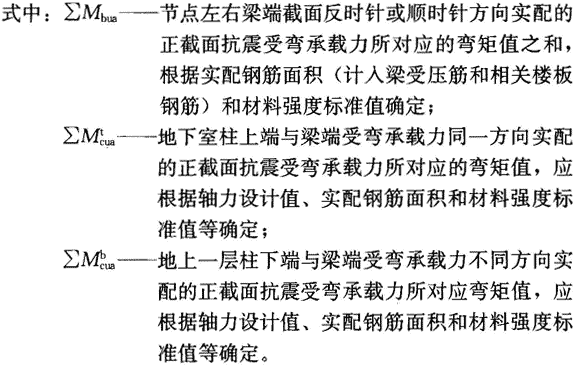 式中：∑M_bua——节点左右梁端截面反时针或顺时针方向实配的
正截面抗震受弯承载力所对应的弯矩值之和，
根据实配钢筋面积（计入梁受压筋和相关楼板
钢筋）和材料强度标准值确定；
∑M^t_cua——地下室柱上端与梁端受弯承载力同一方向实配
的正截面抗震受弯承载力所对应的弯矩值，应
根据轴力设计值、实配钢筋面积和材料强度标
准值等确定；
∑M^b_cua——地上一层柱下端与梁端受弯承载力不同方向实
配的正截面抗震受弯承载力所对应弯矩值，应
根据轴力设计值、实配钢筋面积和材料强度标
准值等确定。